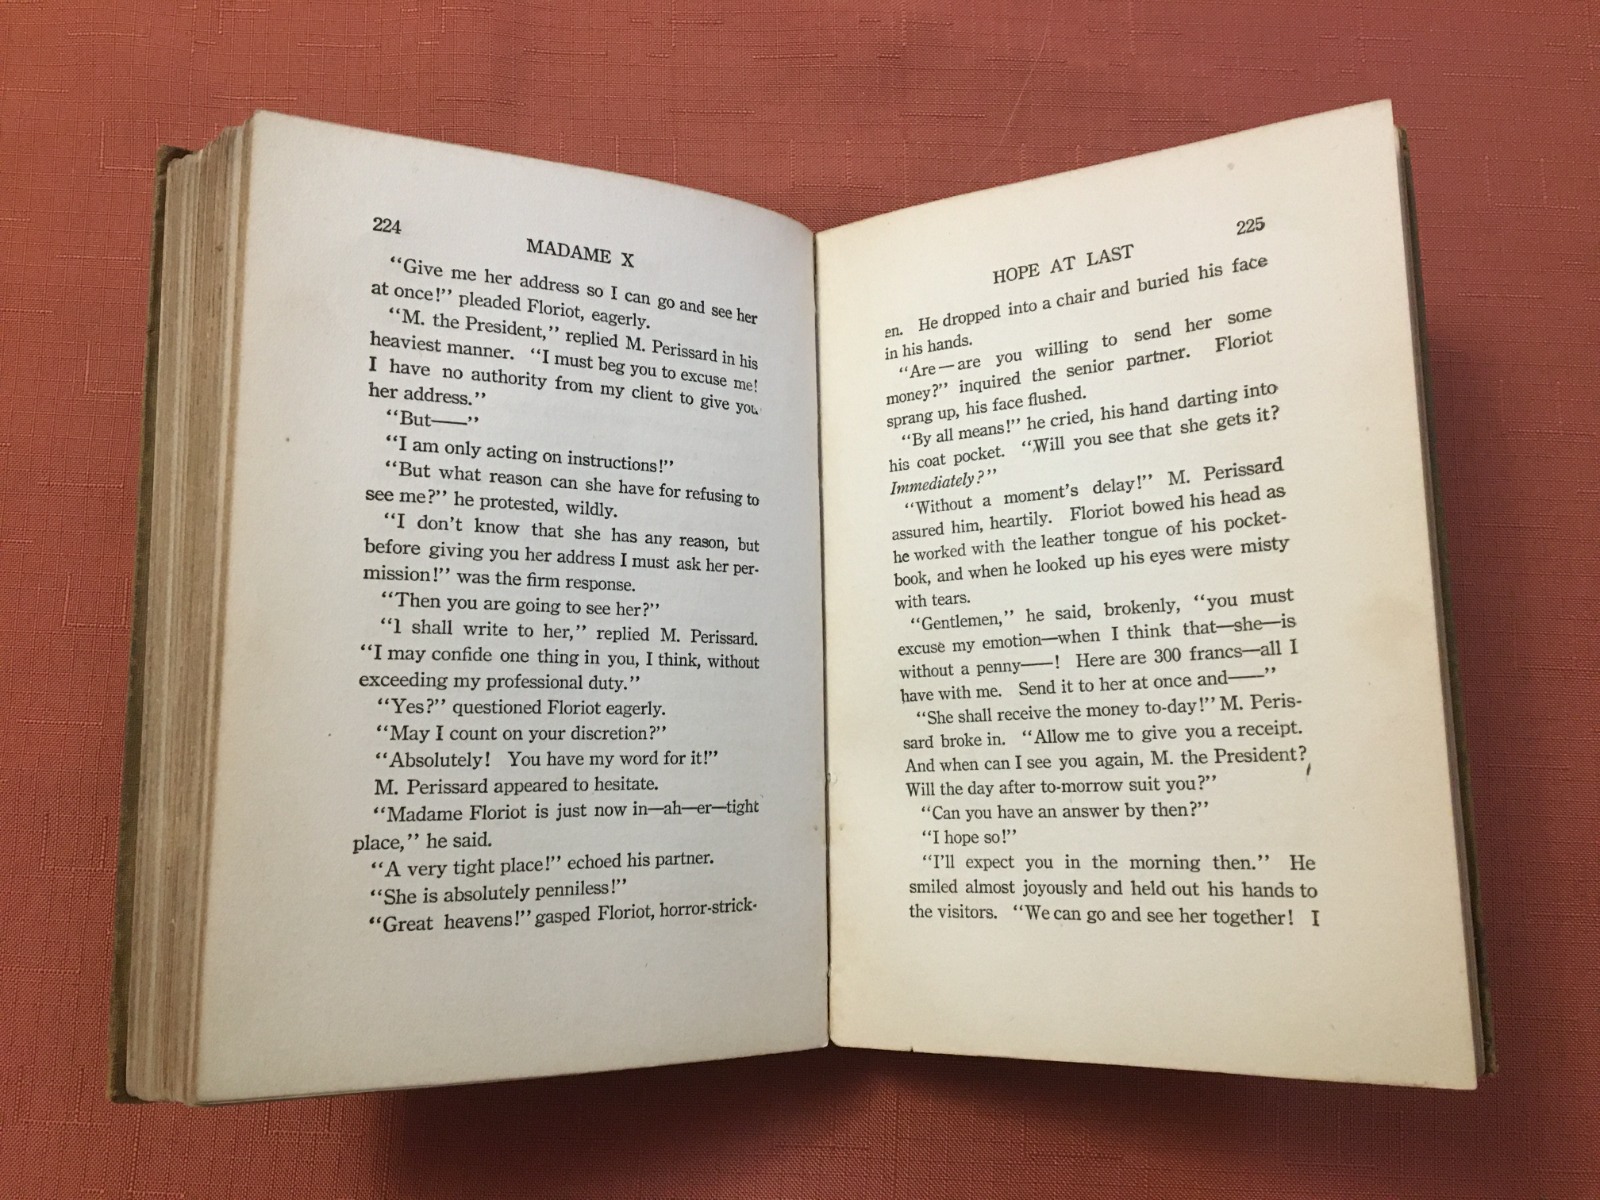 224
MADAME X
“Give me her address so I can go and see her
at once!” pleaded Floriot, eagerly.
“M. the President,” replied M. Perissard in his
heaviest manner. “I must beg you to excuse me!
I have no authority from my client to give you
her address.”
“But——”
“I am only acting on instructions!”
“But what reason can she have for refusing to
see me?” he protested, wildly.
“I don’t know that she has any reason, but
before giving you her address I must ask her per-
mission!” was the firm response.
“Then you are going to see her?”
“I shall write to her,” replied M. Perissard.
“I may confide one thing in you, I think, without
exceeding my professional duty.”
“Yes?” questioned Floriot eagerly.
“May I count on your discretion?”
“Absolutely! You have my word for it!”
M. Perissard appeared to hesitate.
“Madame Floriot is just now in—ah—er—tight
place,” he said.
“A very tight place!” echoed his partner.
“She is absolutely penniless!”
“Great heavens!” gasped Floriot, horror-strick-
225
HOPE AT LAST
en. He dropped into a chair and buried his face
in his hands.
“Are—are you willing to send her some
money?” inquired the senior partner. Floriot
sprang up, his face flushed.
“By all means!” he cried, his hand darting into
his coat pocket. “Will you see that she gets it?
Immediately?”
“Without a moment’s delay!” M. Perissard
assured him, heartily. Floriot bowed his head as
he worked with the leather tongue of his pocket-
book, and when he looked up his eyes were misty
with tears.
“Gentlemen,” he said, brokenly, “you must
excuse my emotion—when I think that—she—is
without a penny——! Here are 300 francs—all I
have with me. Send it to her at once and——”
“She shall receive the money to-day!” M. Peris-
sard broke in. “Allow me to give you a receipt.
And when can I see you again, M. the President?
Will the day after to-morrow suit you?”
“Can you have an answer by then?”
“I hope so!”
“I’ll expect you in the morning then.” He
smiled almost joyously and held out his hands to
the visitors. “We can go and see her together! I